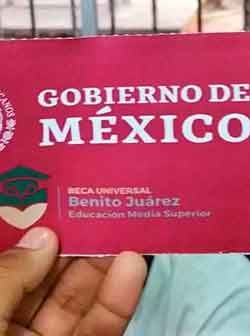 GOBIERNO DE
MÉXICO
BECA UNIVERSAL
Benito Juárez
Educación Media Superior